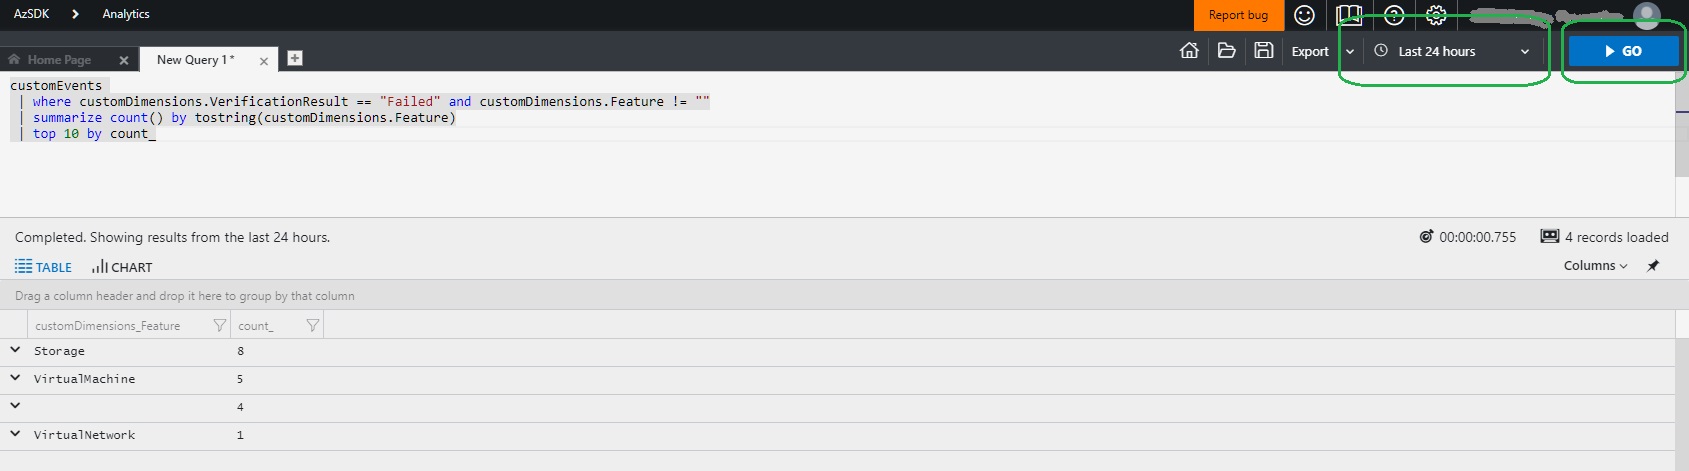 AzSDK > Analytics
Report bug
Home Page x New Query 1* x +
Export Last 24 hours GO
customEvents
| where customDimensions.VerificationResult == "Failed" and customDimensions.Feature != ""
| summarize count() by tostring(customDimensions.Feature)
| top 10 by count_
Completed. Showing results from the last 24 hours. 00:00:00.755 4 records loaded
TABLE CHART Columns
Drag a column header and drop it here to group by that column
customDimensions_Feature count_
Storage 8
VirtualMachine 5
4
VirtualNetwork 1